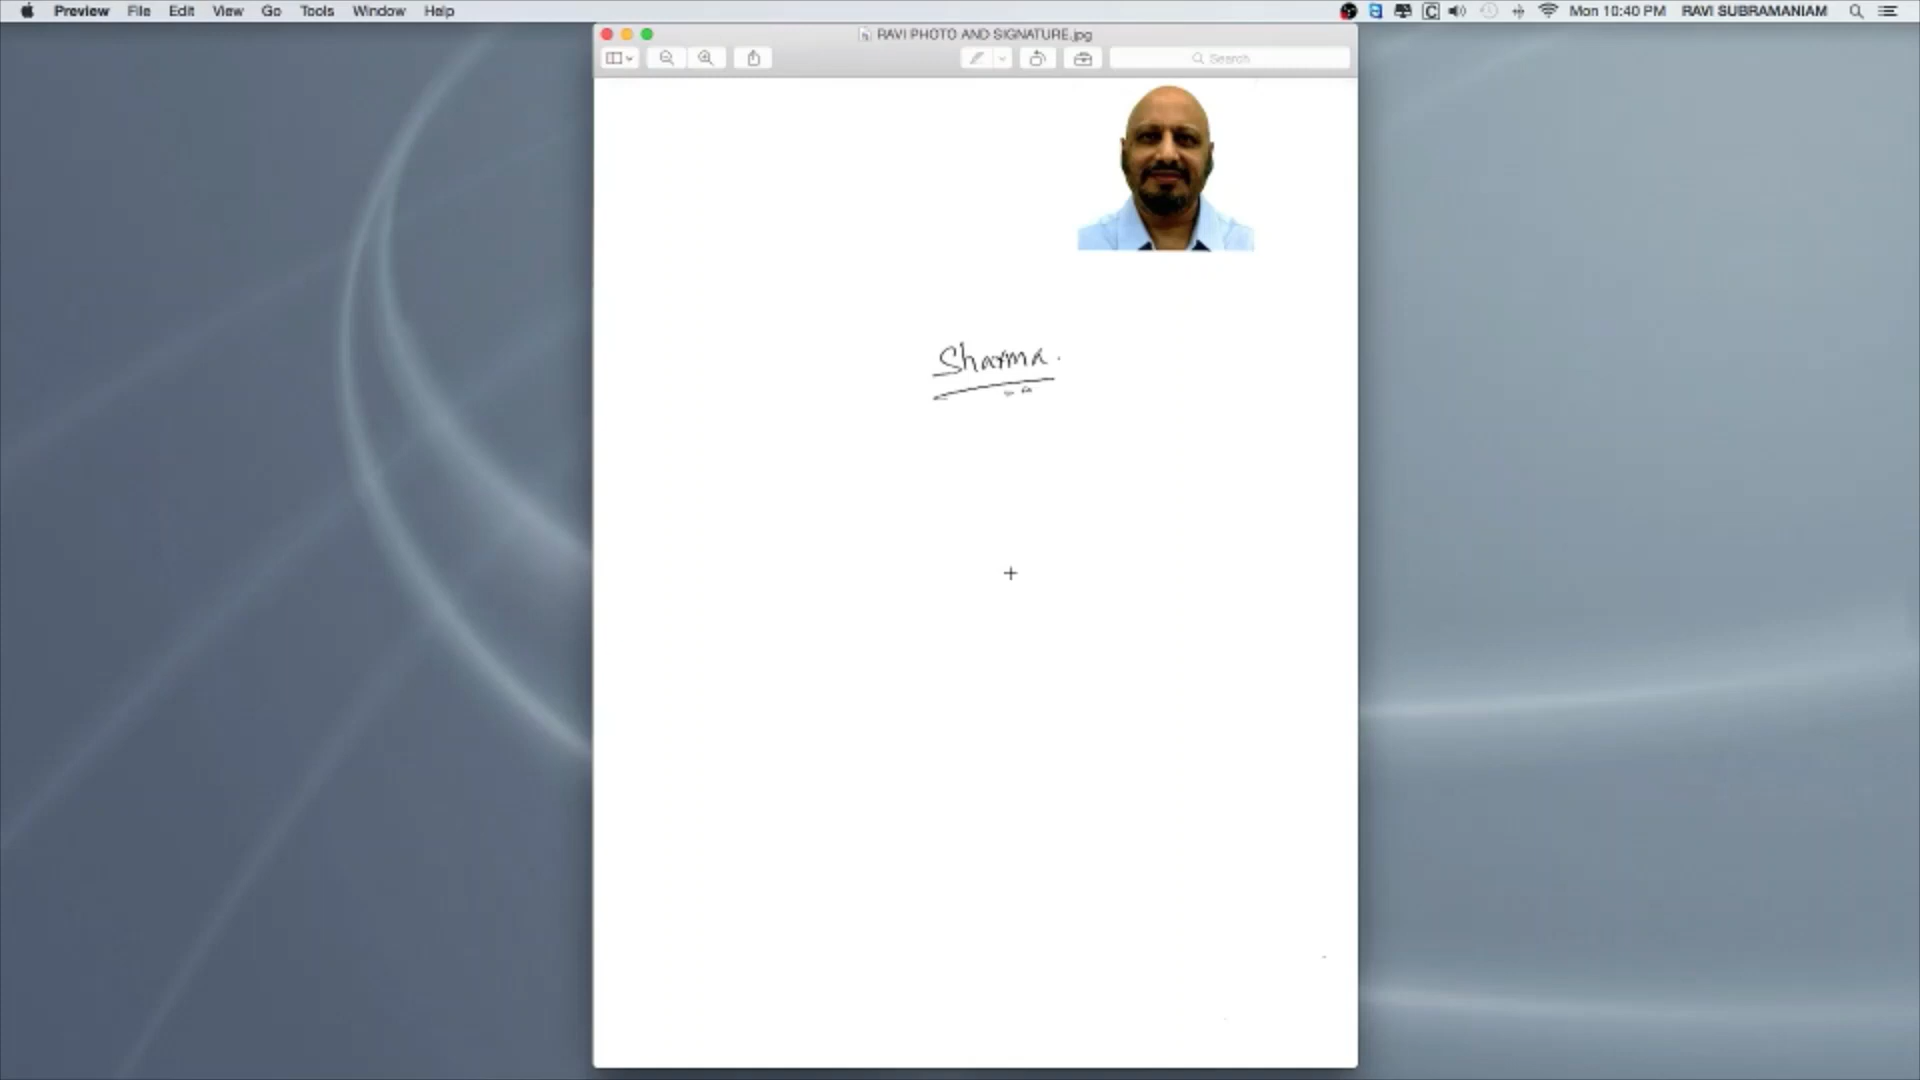 Preview File Edit View Go Tools Window Help Mon 10:40 PM RAVI SUBRAMANIAM
RAVI PHOTO AND SIGNATURE.jpg
Search
Sharma.